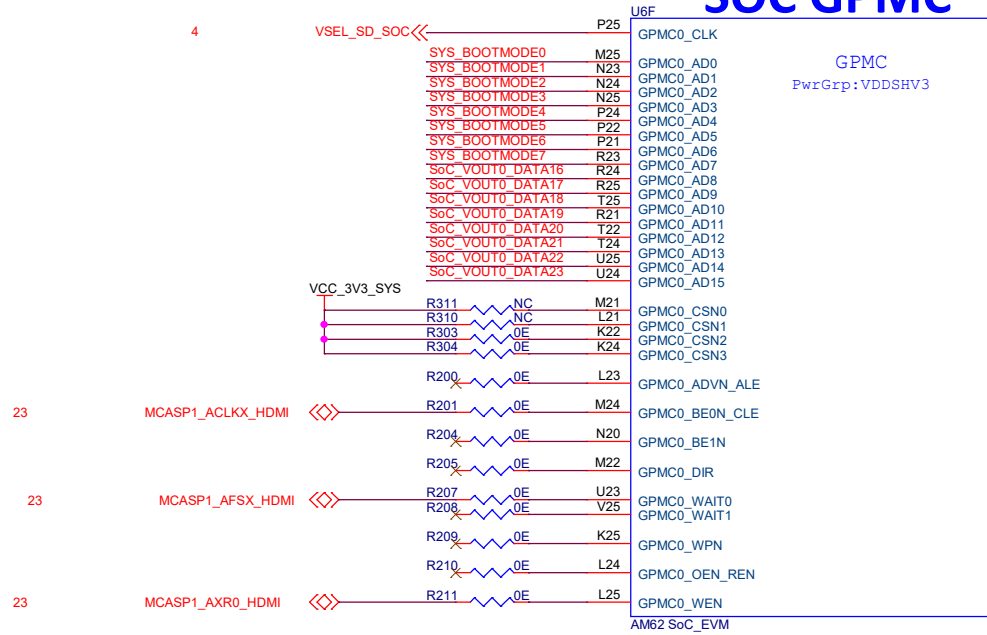 SOC GPMC
U6F
4 VSEL_SD_SOC P25 GPMC0_CLK
GPMC
PwrGrp:VDDSHV3
SYS_BOOTMODE0 M25 GPMC0_AD0
SYS_BOOTMODE1 N23 GPMC0_AD1
SYS_BOOTMODE2 N24 GPMC0_AD2
SYS_BOOTMODE3 N25 GPMC0_AD3
SYS_BOOTMODE4 P24 GPMC0_AD4
SYS_BOOTMODE5 P22 GPMC0_AD5
SYS_BOOTMODE6 P21 GPMC0_AD6
SYS_BOOTMODE7 R23 GPMC0_AD7
SoC_VOUT0_DATA16 R24 GPMC0_AD8
SoC_VOUT0_DATA17 R25 GPMC0_AD9
SoC_VOUT0_DATA18 T25 GPMC0_AD10
SoC_VOUT0_DATA19 R21 GPMC0_AD11
SoC_VOUT0_DATA20 T22 GPMC0_AD12
SoC_VOUT0_DATA21 T24 GPMC0_AD13
SoC_VOUT0_DATA22 U25 GPMC0_AD14
SoC_VOUT0_DATA23 U24 GPMC0_AD15
VCC_3V3_SYS
R311 NC M21 GPMC0_CSN0
R310 NC L21 GPMC0_CSN1
R303 0E K22 GPMC0_CSN2
R304 0E K24 GPMC0_CSN3
R200 0E L23 GPMC0_ADVN_ALE
23 MCASP1_ACLKX_HDMI R201 0E M24 GPMC0_BE0N_CLE
R204 0E N20 GPMC0_BE1N
R205 0E M22 GPMC0_DIR
23 MCASP1_AFSX_HDMI R207 0E U23 GPMC0_WAIT0
R208 0E V25 GPMC0_WAIT1
R209 0E K25 GPMC0_WPN
R210 0E L24 GPMC0_OEN_REN
23 MCASP1_AXR0_HDMI R211 0E L25 GPMC0_WEN
AM62 SoC_EVM